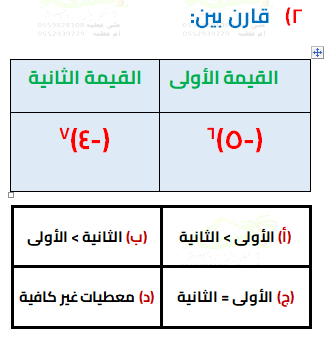 ٢) قارن بين:
القيمة الأولى القيمة الثانية
(-٥)٦ (-٤)٧
(أ) الأولى > الثانية (ب) الثانية > الأولى
(ج) الأولى = الثانية (د) معطيات غير كافية